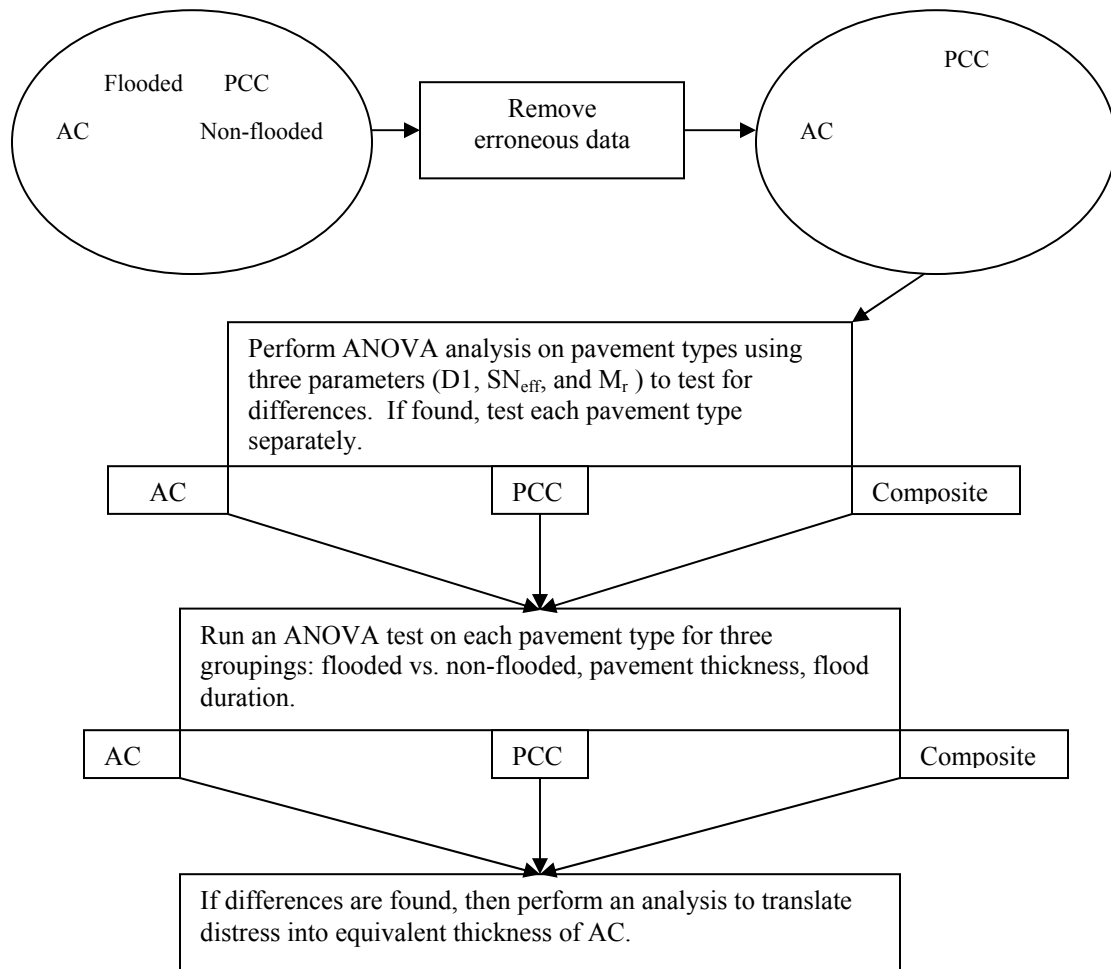 Flooded PCC
AC Non-flooded
Remove
erroneous data
PCC
AC
Perform ANOVA analysis on pavement types using
three parameters (D1, SNeff, and Mr ) to test for
differences. If found, test each pavement type
separately.
AC PCC Composite
Run an ANOVA test on each pavement type for three
groupings: flooded vs. non-flooded, pavement thickness, flood
duration.
AC PCC Composite
If differences are found, then perform an analysis to translate
distress into equivalent thickness of AC.